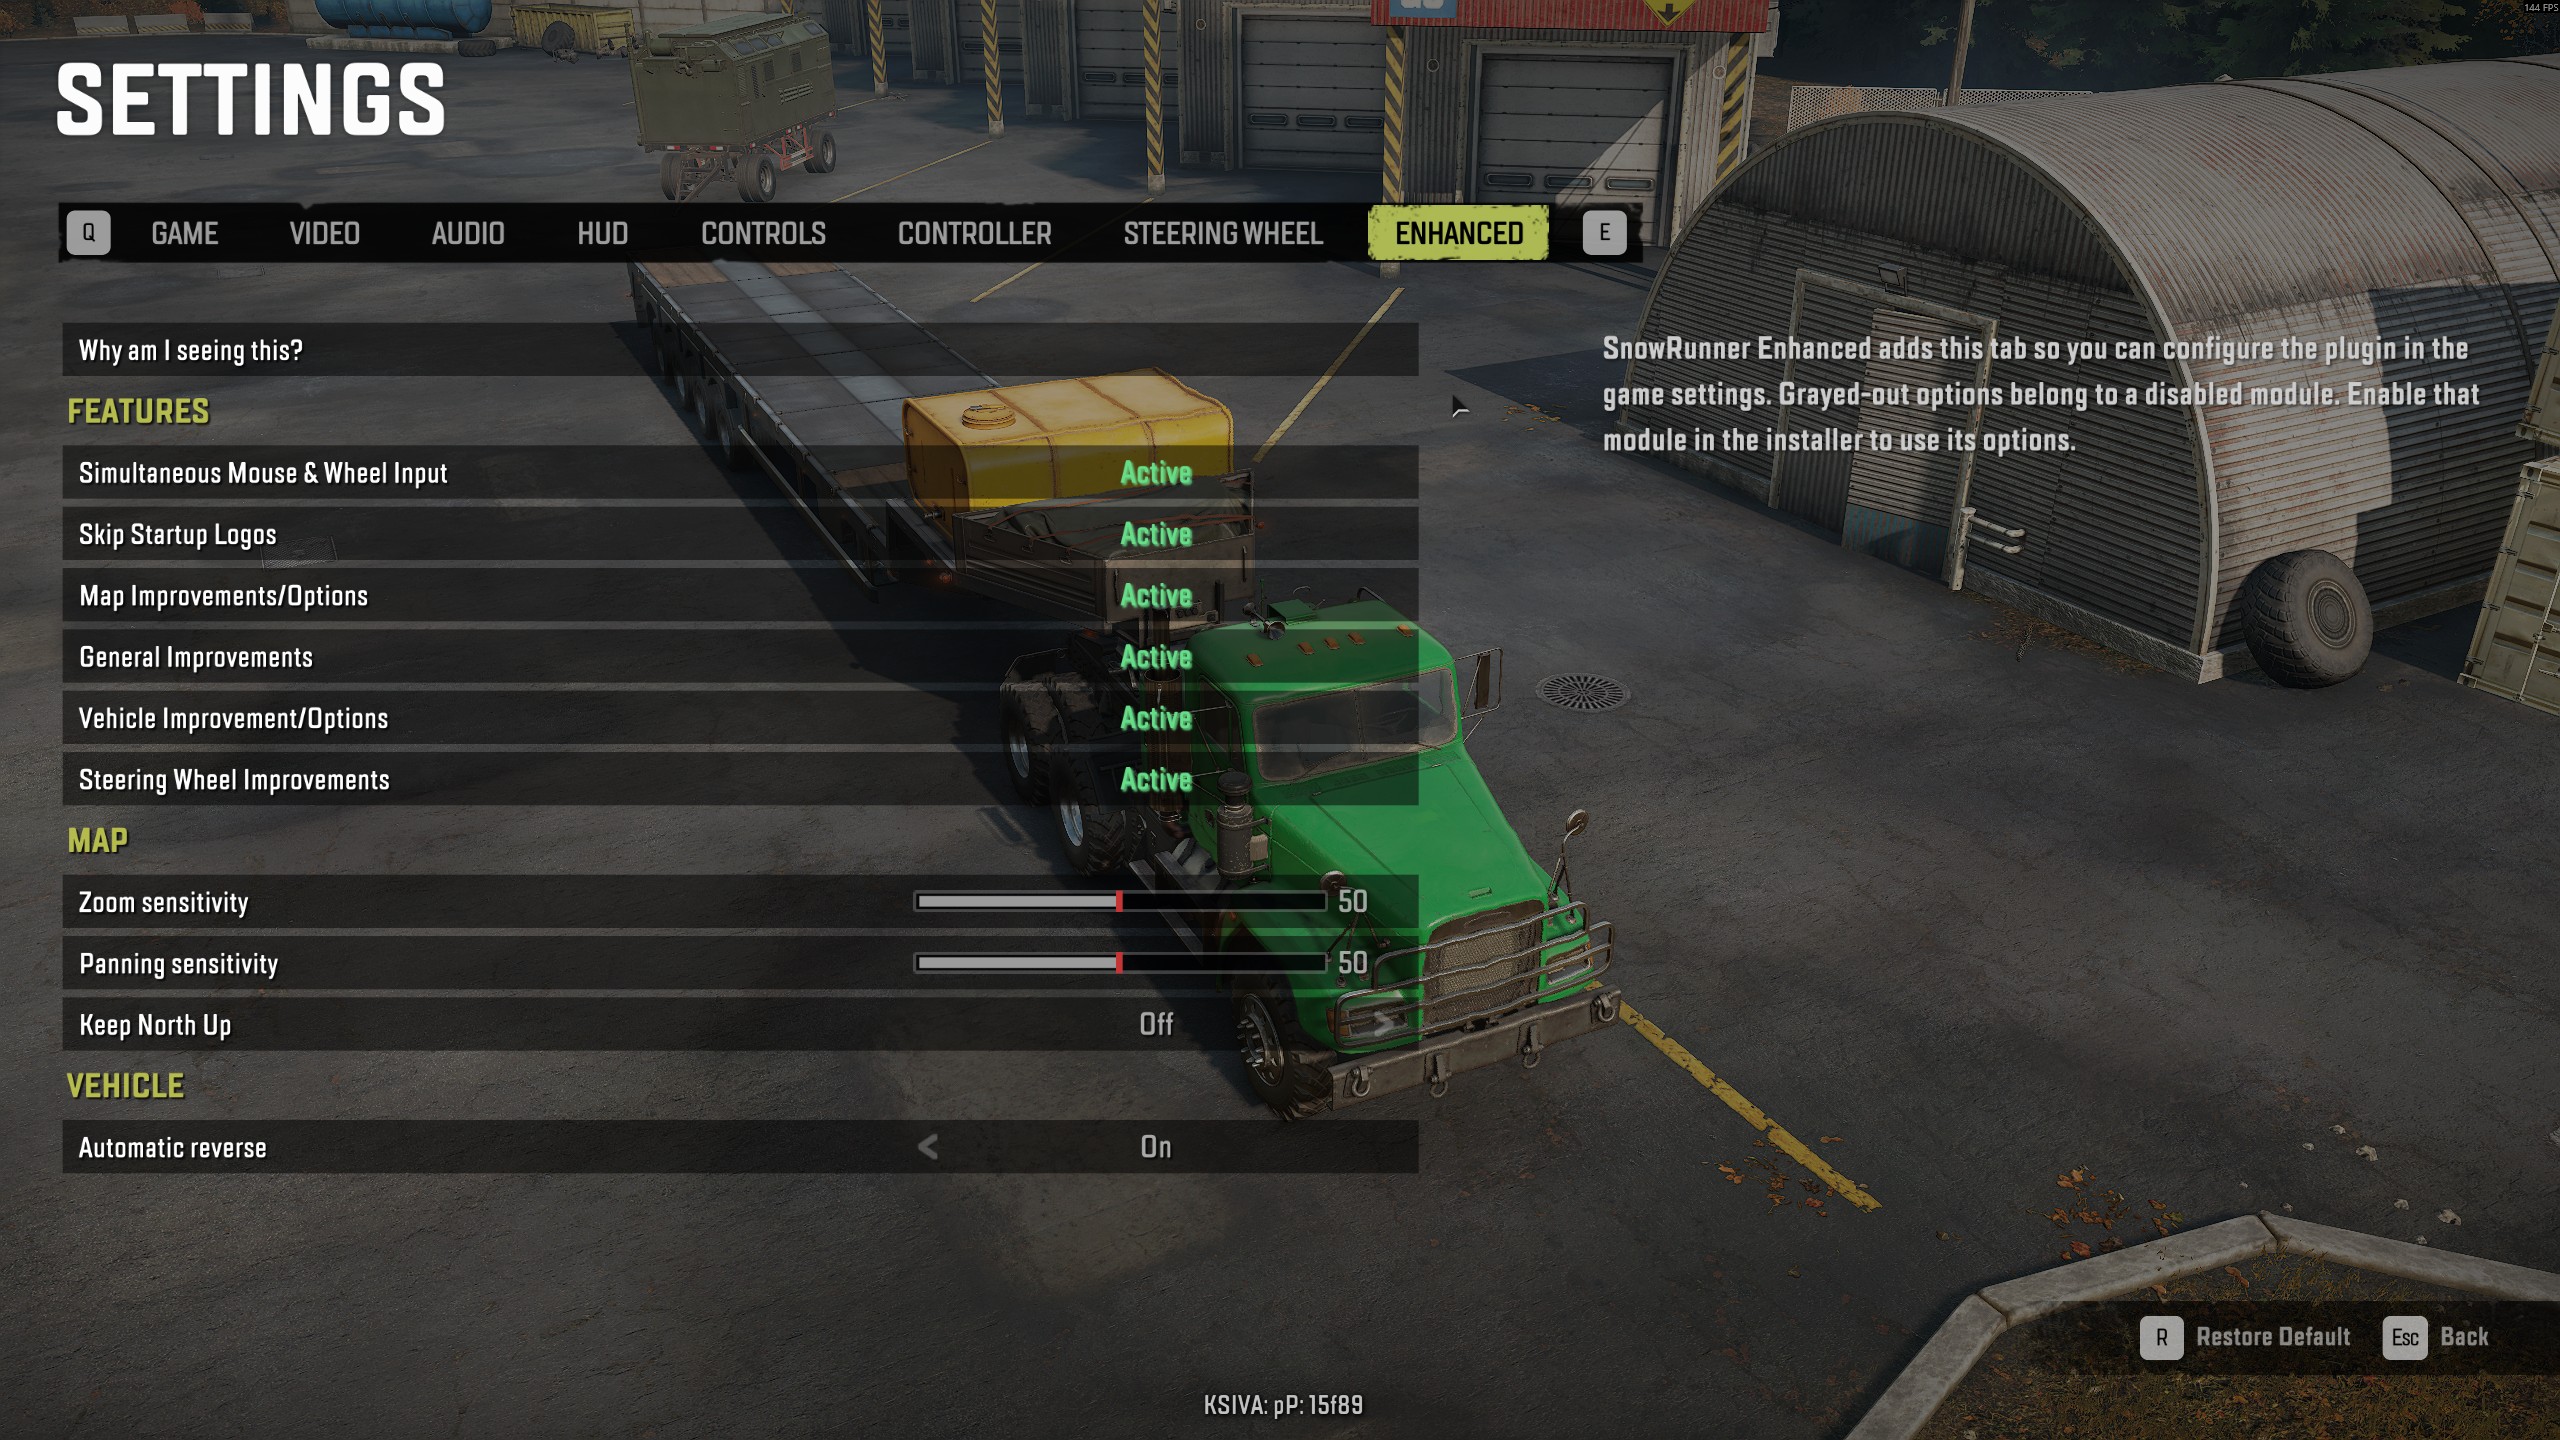 144 FPS
SETTINGS
Q GAME VIDEO AUDIO HUD CONTROLS CONTROLLER STEERING WHEEL ENHANCED E
Why am I seeing this?
FEATURES
Simultaneous Mouse & Wheel Input Active
Skip Startup Logos Active
Map Improvements/Options Active
General Improvements Active
Vehicle Improvement/Options Active
Steering Wheel Improvements Active
MAP
Zoom sensitivity 50
Panning sensitivity 50
Keep North Up Off
VEHICLE
Automatic reverse On
SnowRunner Enhanced adds this tab so you can configure the plugin in the
game settings. Grayed-out options belong to a disabled module. Enable that
module in the installer to use its options.
R Restore Default Esc Back
KSIVA: pP: 15f89